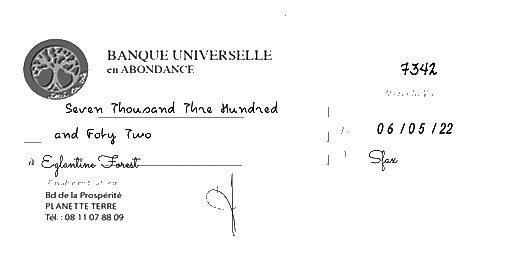 BANQUE UNIVERSELLE
en ABONDANCE
7342
Seven Thousand Thre Hundred
and Foty Two
06/05/22
à Eglantine Forest
Sfax
Bd de la Prospérité
PLANETTE TERRE
Tél. : 08 11 07 88 09